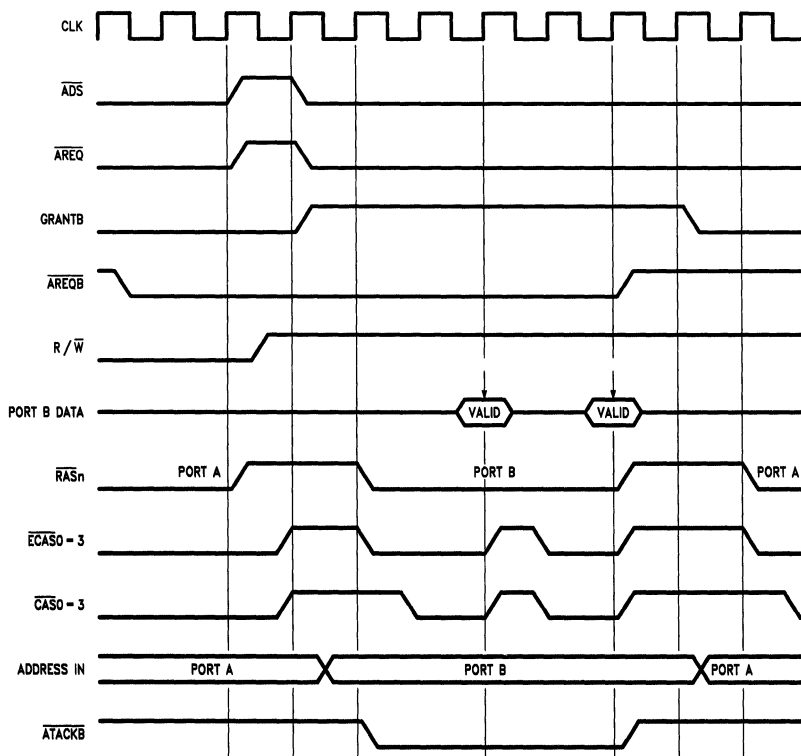 CLK
ADS
AREQ
GRANTB
AREQB
R / W
PORT B DATA VALID VALID
RASn PORT A PORT B PORT A
ECAS0 – 3
CAS0 – 3
ADDRESS IN PORT A PORT B PORT A
ATACKB